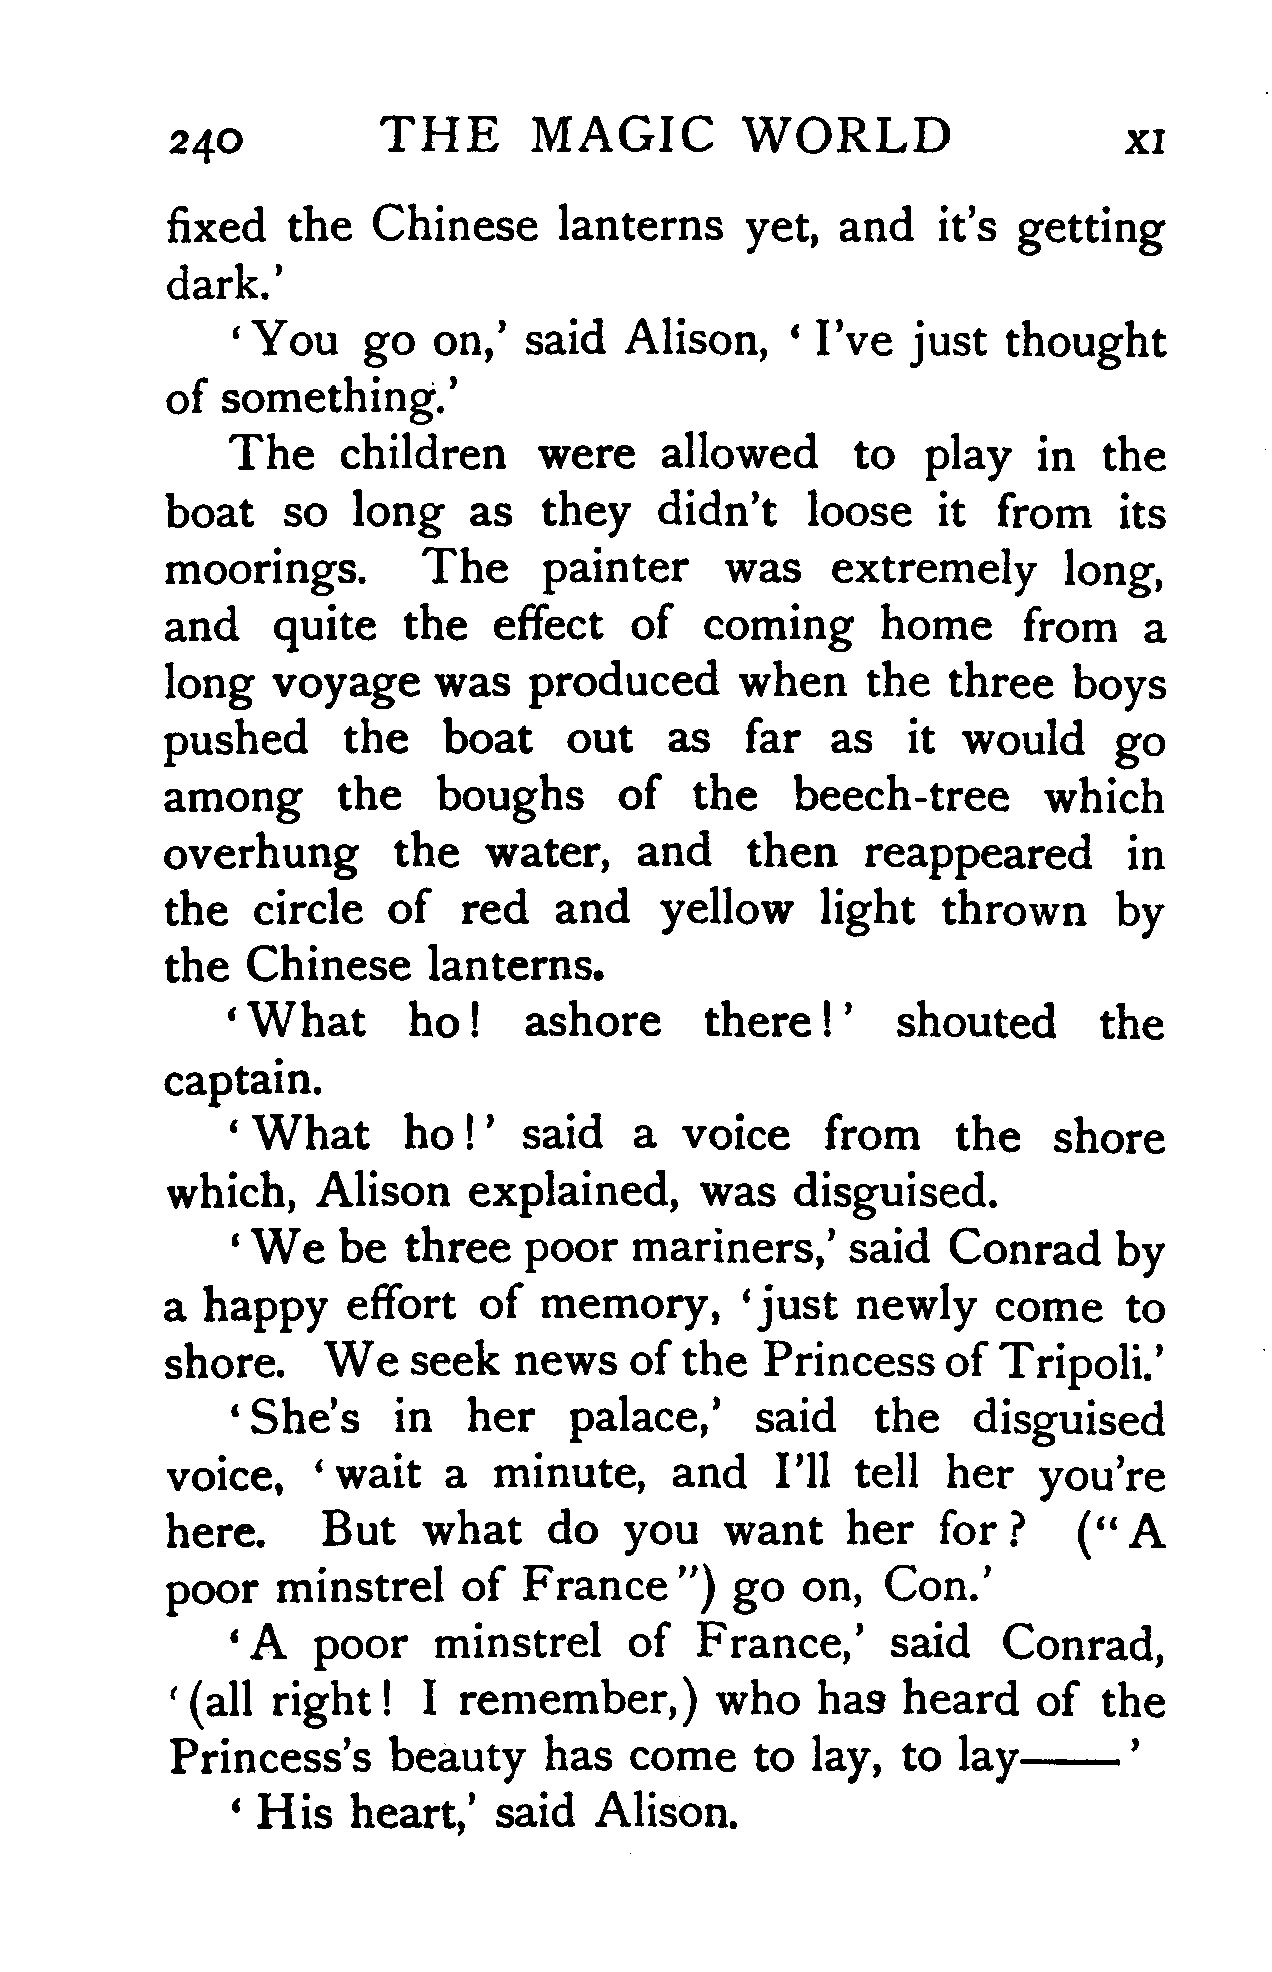 240 THE MAGIC WORLD XI
fixed the Chinese lanterns yet, and it's getting
dark.'
'You go on,' said Alison, 'I've just thought
of something.'
The children were allowed to play in the
boat so long as they didn't loose it from its
moorings. The painter was extremely long,
and quite the effect of coming home from a
long voyage was produced when the three boys
pushed the boat out as far as it would go
among the boughs of the beech-tree which
overhung the water, and then reappeared in
the circle of red and yellow light thrown by
the Chinese lanterns.
'What ho! ashore there!' shouted the
captain.
'What ho!' said a voice from the shore
which, Alison explained, was disguised.
'We be three poor mariners,' said Conrad by
a happy effort of memory, 'just newly come to
shore. We seek news of the Princess of Tripoli.'
'She's in her palace,' said the disguised
voice, 'wait a minute, and I'll tell her you're
here. But what do you want her for? ("A
poor minstrel of France") go on, Con.'
'A poor minstrel of France,' said Conrad,
'(all right! I remember,) who has heard of the
Princess's beauty has come to lay, to lay——'
'His heart,' said Alison.